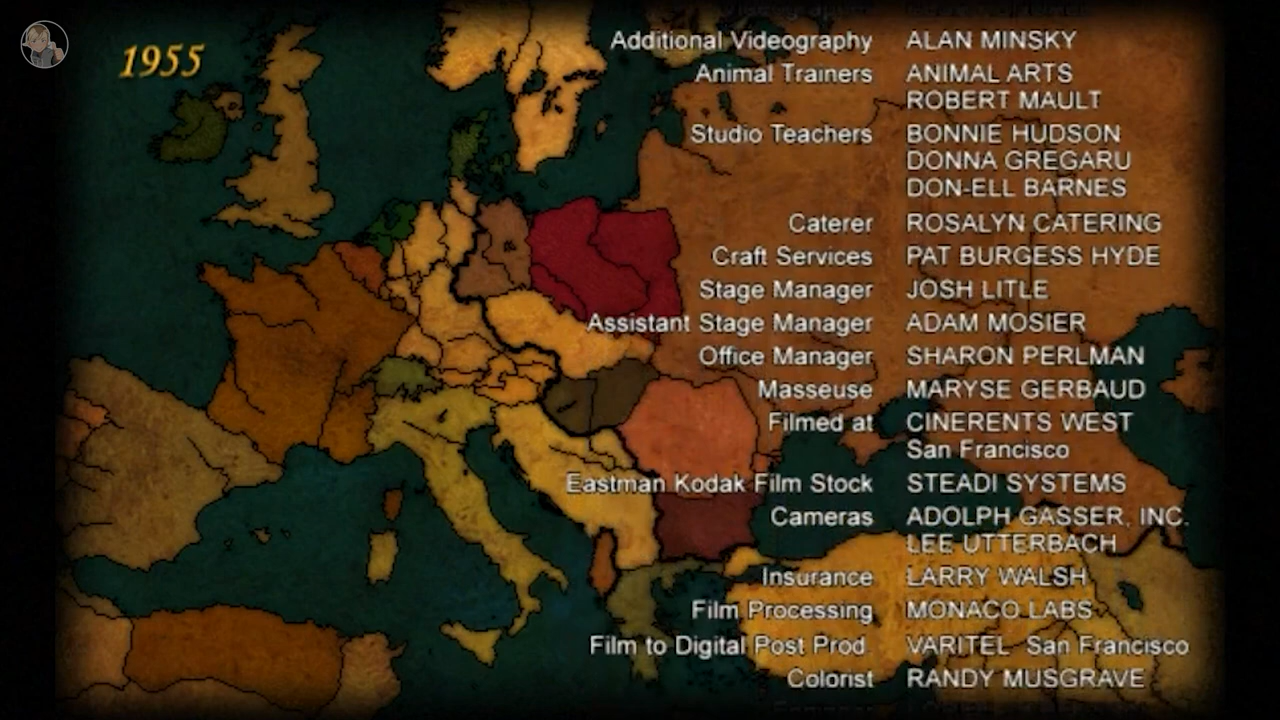 1955
Additional Videography ALAN MINSKY
Animal Trainers ANIMAL ARTS
ROBERT MAULT
Studio Teachers BONNIE HUDSON
DONNA GREGARU
DON-ELL BARNES
Caterer ROSALYN CATERING
Craft Services PAT BURGESS HYDE
Stage Manager JOSH LITLE
Assistant Stage Manager ADAM MOSIER
Office Manager SHARON PERLMAN
Masseuse MARYSE GERBAUD
Filmed at CINERENTS WEST
San Francisco
Eastman Kodak Film Stock STEADI SYSTEMS
Cameras ADOLPH GASSER, INC.
LEE UTTERBACH
Insurance LARRY WALSH
Film Processing MONACO LABS
Film to Digital Post Prod VARITEL San Francisco
Colorist RANDY MUSGRAVE